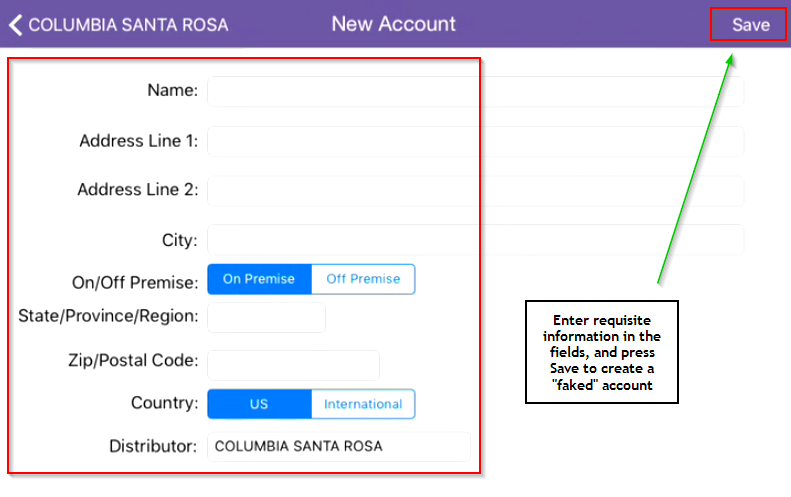 COLUMBIA SANTA ROSA New Account Save
Name:
Address Line 1:
Address Line 2:
City:
On/Off Premise: On Premise Off Premise
State/Province/Region:
Zip/Postal Code:
Country: US International
Distributor: COLUMBIA SANTA ROSA
Enter requisite
information in the
fields, and press
Save to create a
"faked" account